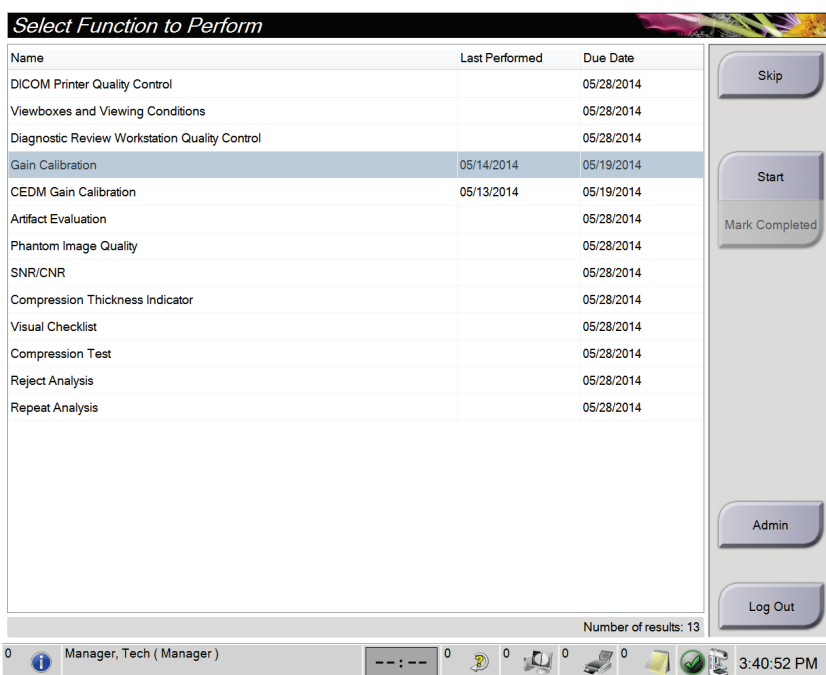 Select Function to Perform
Name Last Performed Due Date
DICOM Printer Quality Control 05/28/2014
Viewboxes and Viewing Conditions 05/28/2014
Diagnostic Review Workstation Quality Control 05/28/2014
Gain Calibration 05/14/2014 05/19/2014
CEDM Gain Calibration 05/13/2014 05/19/2014
Artifact Evaluation 05/28/2014
Phantom Image Quality 05/28/2014
SNR/CNR 05/28/2014
Compression Thickness Indicator 05/28/2014
Visual Checklist 05/28/2014
Compression Test 05/28/2014
Reject Analysis 05/28/2014
Repeat Analysis 05/28/2014
Number of results: 13
Skip
Start
Mark Completed
Admin
Log Out
0 Manager, Tech ( Manager ) --:-- 0 0 0 0 3:40:52 PM